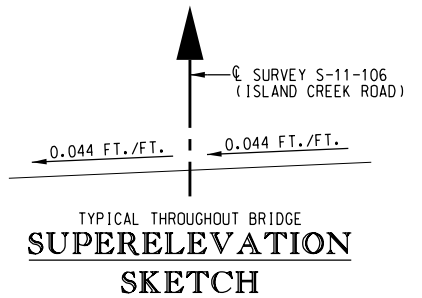 ℄ SURVEY S-11-106
(ISLAND CREEK ROAD)
0.044 FT./FT.
0.044 FT./FT.
TYPICAL THROUGHOUT BRIDGE
SUPERELEVATION
SKETCH